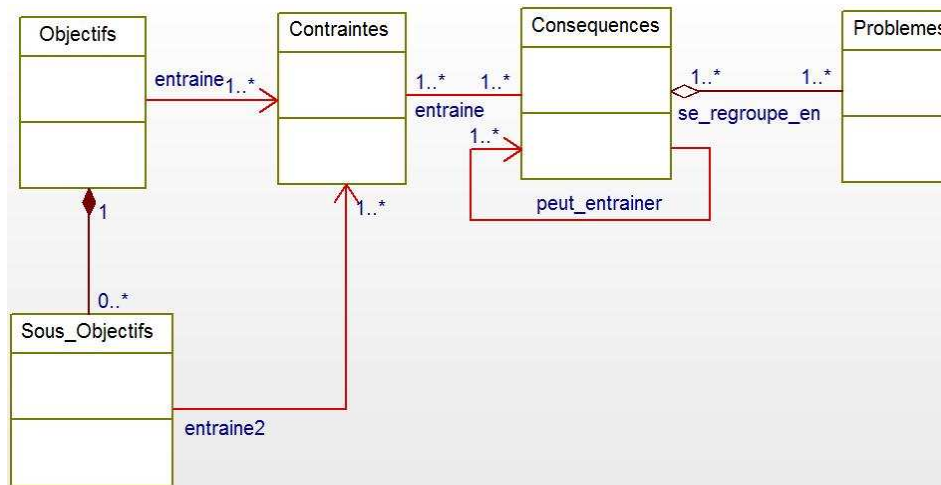 Objectifs
Contraintes
Consequences
Problemes
entraine
1..*
1..*
1..*
entraine
1..*
1..*
se_regroupe_en
1..*
peut_entrainer
1
1..*
0..*
Sous_Objectifs
entraine2